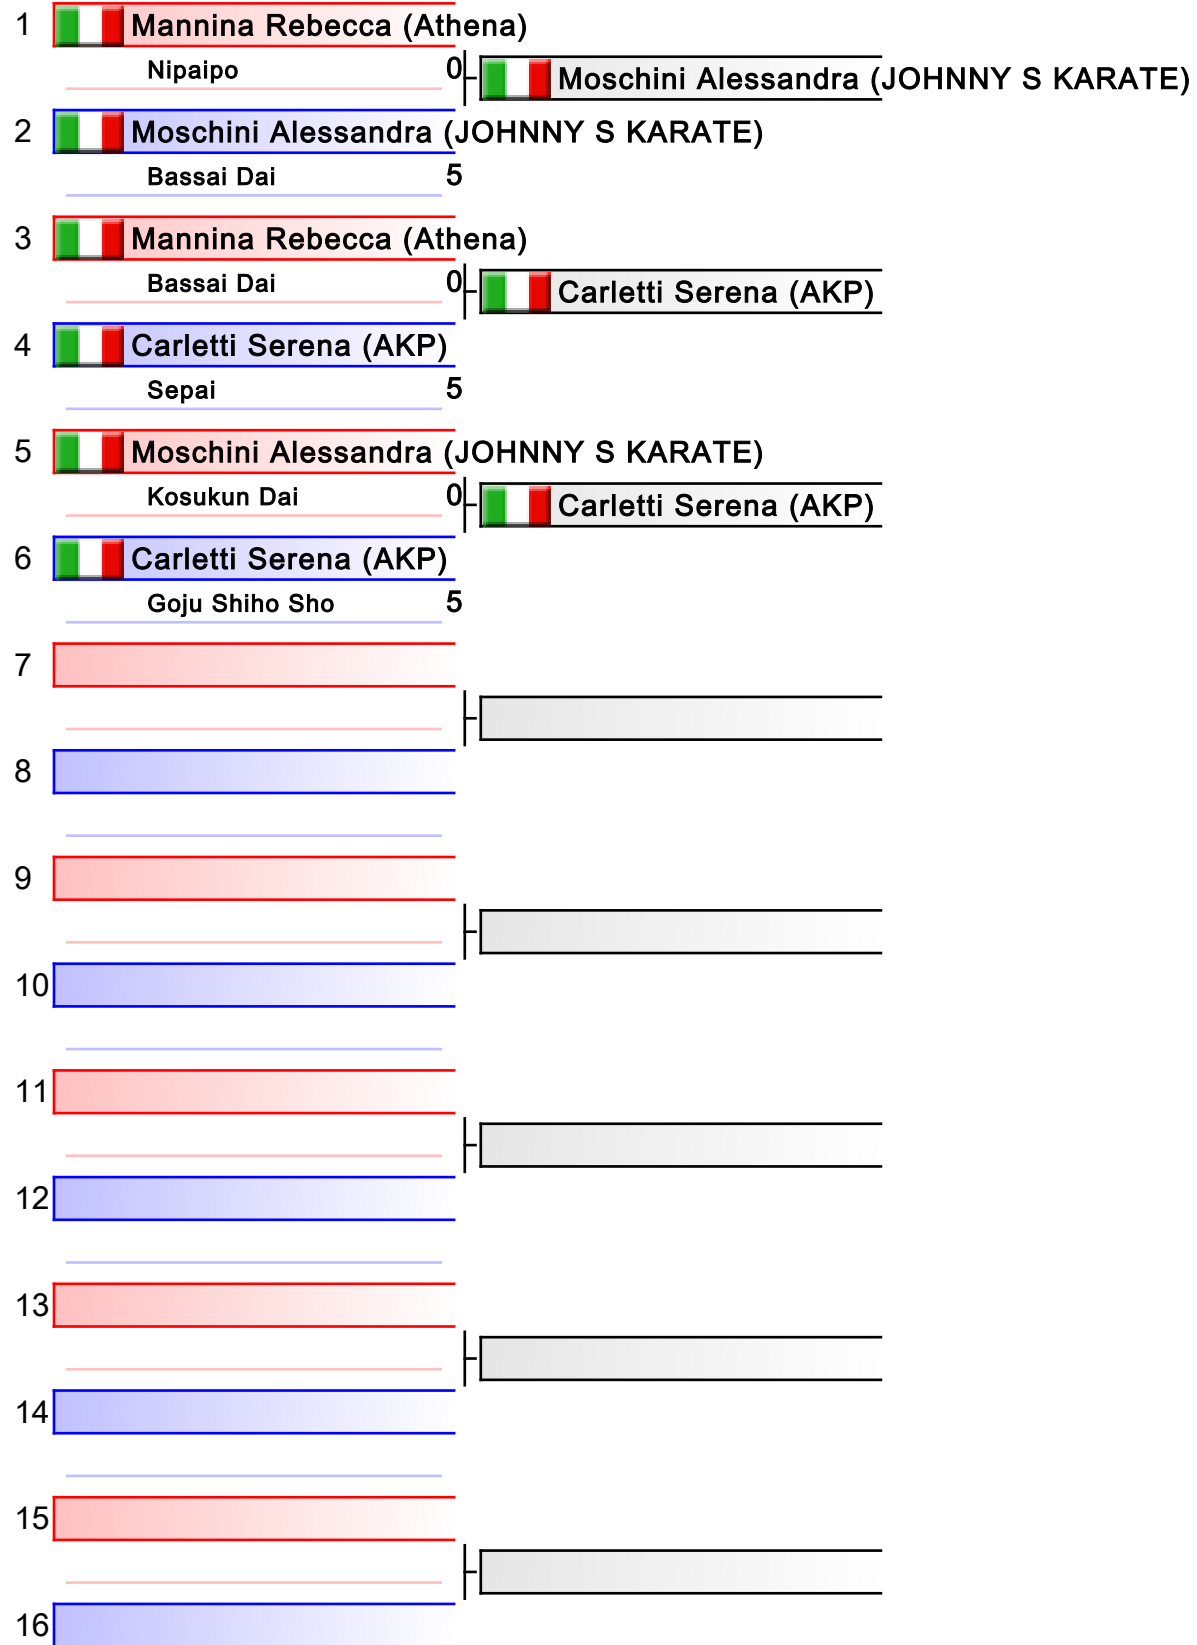 1 Mannina Rebecca (Athena)
Nipaipo 0
Moschini Alessandra (JOHNNY S KARATE)
2 Moschini Alessandra (JOHNNY S KARATE)
Bassai Dai 5
3 Mannina Rebecca (Athena)
Bassai Dai 0
Carletti Serena (AKP)
4 Carletti Serena (AKP)
Sepai 5
5 Moschini Alessandra (JOHNNY S KARATE)
Kosukun Dai 0
Carletti Serena (AKP)
6 Carletti Serena (AKP)
Goju Shiho Sho 5
7
8
9
10
11
12
13
14
15
16